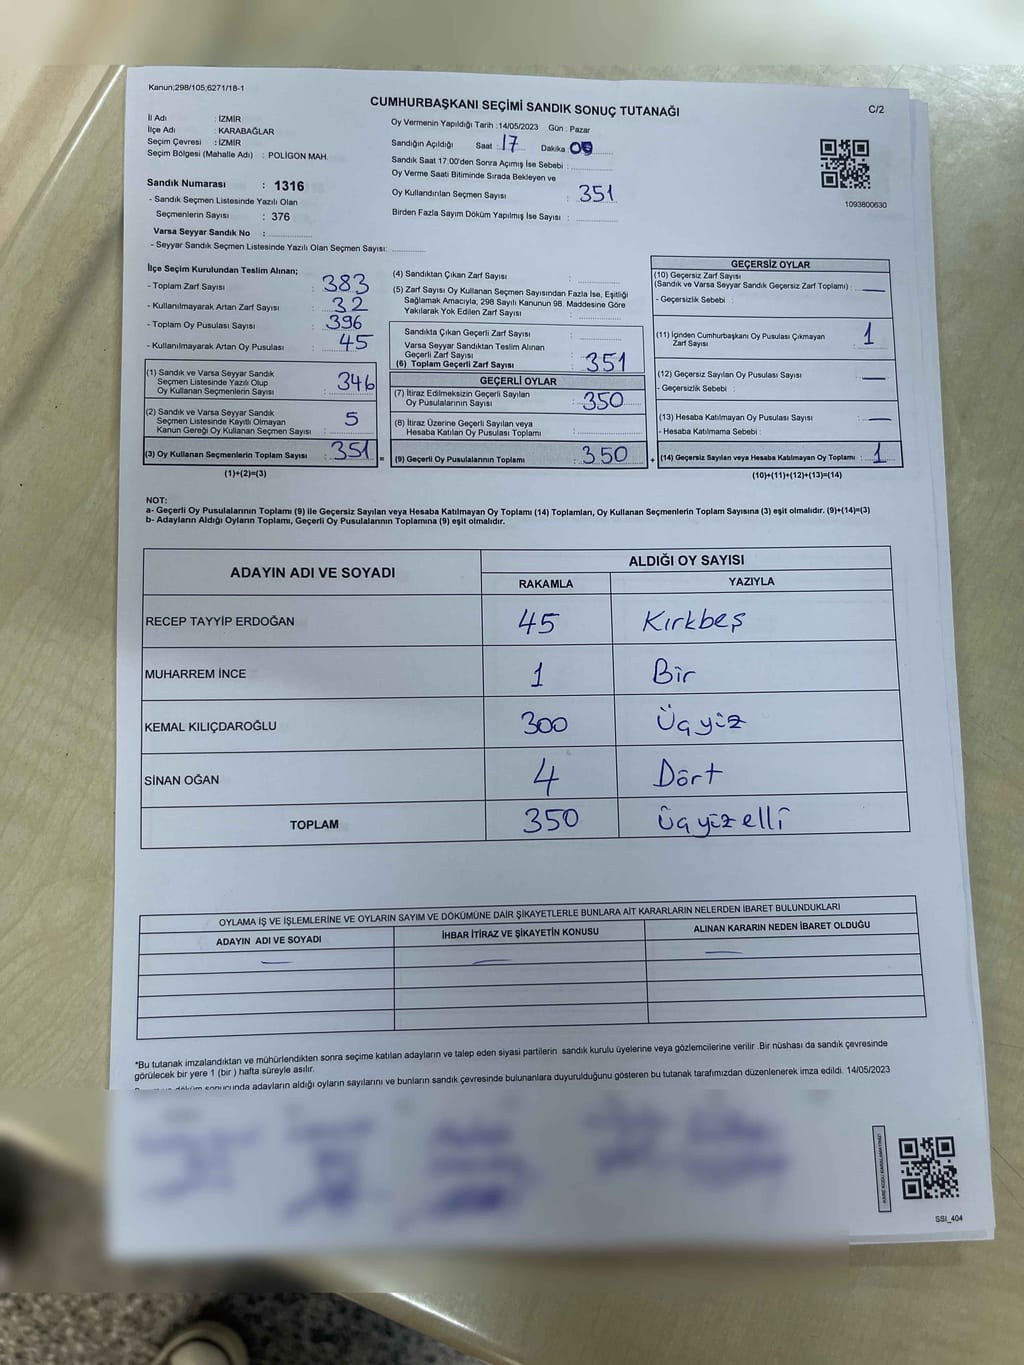 Kanun;298/105;6271/18-1
CUMHURBAŞKANI SEÇİMİ SANDIK SONUÇ TUTANAĞI
C/2
İl Adı : İZMİR
İlçe Adı : KARABAĞLAR
Seçim Çevresi : İZMİR
Seçim Bölgesi (Mahalle Adı) : POLİGON MAH.
Oy Vermenin Yapıldığı Tarih :14/05/2023 Gün : Pazar
Sandığın Açıldığı Saat : 17 Dakika :
Sandık Saat 17:00'den Sonra Açımış İse Sebebi :
Oy Verme Saati Bitiminde Sırada Bekleyen ve
Oy Kullandırılan Seçmen Sayısı : 351
Birden Fazla Sayım Döküm Yapılmış İse Sayısı :
1093800630
Sandık Numarası : 1316
- Sandık Seçmen Listesinde Yazılı Olan
Seçmenlerin Sayısı : 376
Varsa Seyyar Sandık No :
- Seyyar Sandık Seçmen Listesinde Yazılı Olan Seçmen Sayısı:
İlçe Seçim Kurulundan Teslim Alınan;
- Toplam Zarf Sayısı : 383
- Kullanılmayarak Artan Zarf Sayısı : 32
- Toplam Oy Pusulası Sayısı : 396
- Kullanılmayarak Artan Oy Pusulası : 45
(1) Sandık ve Varsa Seyyar Sandık
Seçmen Listesinde Yazılı Olup
Oy Kullanan Seçmenlerin Sayısı : 346
(2) Sandık ve Varsa Seyyar Sandık
Seçmen Listesinde Kayıtlı Olmayan
Kanun Gereği Oy Kullanan Seçmen Sayısı : 5
(3) Oy Kullanan Seçmenlerin Toplam Sayısı : 351
(1)+(2)=(3)
(4) Sandıktan Çıkan Zarf Sayısı :
(5) Zarf Sayısı Oy Kullanan Seçmen Sayısından Fazla İse, Eşitliği
Sağlamak Amacıyla; 298 Sayılı Kanunun 98. Maddesine Göre
Yakılarak Yok Edilen Zarf Sayısı :
Sandıkta Çıkan Geçerli Zarf Sayısı :
Varsa Seyyar Sandıktan Teslim Alınan
Geçerli Zarf Sayısı :
(6) Toplam Geçerli Zarf Sayısı : 351
=
GEÇERLİ OYLAR
(7) İtiraz Edilmeksizin Geçerli Sayılan
Oy Pusulalarının Sayısı : 350
(8) İtiraz Üzerine Geçerli Sayılan veya
Hesaba Katılan Oy Pusulası Toplamı :
(9) Geçerli Oy Pusulalarının Toplamı : 350
+
GEÇERSİZ OYLAR
(10) Geçersiz Zarf Sayısı
(Sandık ve Varsa Seyyar Sandık Geçersiz Zarf Toplamı) : —
- Geçersizlik Sebebi :
(11) İçinden Cumhurbaşkanı Oy Pusulası Çıkmayan
Zarf Sayısı : 1
(12) Geçersiz Sayılan Oy Pusulası Sayısı : —
- Geçersizlik Sebebi :
(13) Hesaba Katılmayan Oy Pusulası Sayısı : —
- Hesaba Katılmama Sebebi :
(14) Geçersiz Sayılan veya Hesaba Katılmayan Oy Toplamı : 1
(10)+(11)+(12)+(13)=(14)
NOT:
a- Geçerli Oy Pusulalarının Toplamı (9) ile Geçersiz Sayılan veya Hesaba Katılmayan Oy Toplamı (14) Toplamları, Oy Kullanan Seçmenlerin Toplam Sayısına (3) eşit olmalıdır. (9)+(14)=(3)
b- Adayların Aldığı Oyların Toplamı, Geçerli Oy Pusulalarının Toplamına (9) eşit olmalıdır.
ADAYIN ADI VE SOYADI
ALDIĞI OY SAYISI
RAKAMLA YAZIYLA
RECEP TAYYİP ERDOĞAN 45 Kırkbeş
MUHARREM İNCE 1 Bir
KEMAL KILIÇDAROĞLU 300 Üçyüz
SİNAN OĞAN 4 Dört
TOPLAM 350 Üçyüzelli
OYLAMA İŞ VE İŞLEMLERİNE VE OYLARIN SAYIM VE DÖKÜMÜNE DAİR ŞİKAYETLERLE BUNLARA AİT KARARLARIN NELERDEN İBARET BULUNDUKLARI
ADAYIN ADI VE SOYADI İHBAR İTİRAZ VE ŞİKAYETİN KONUSU ALINAN KARARIN NEDEN İBARET OLDUĞU
— — —
*Bu tutanak imzalandıktan ve mühürlendikten sonra seçime katılan adayların ve talep eden siyasi partilerin sandık kurulu üyelerine veya gözlemcilerine verilir .Bir nüshası da sandık çevresinde
görülecek bir yere 1 (bir ) hafta süreyle asılır.
döküm sonucunda adayların aldığı oyların sayılarını ve bunların sandık çevresinde bulunanlara duyurulduğunu gösteren bu tutanak tarafımızdan düzenlenerek imza edildi. 14/05/2023
SSI_404